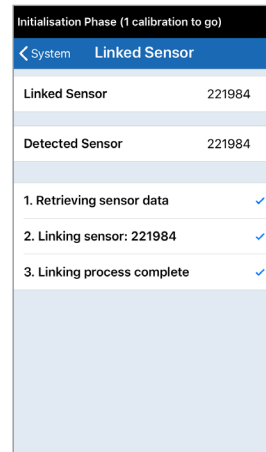 Initialisation Phase (1 calibration to go)
System Linked Sensor
Linked Sensor 221984
Detected Sensor 221984
1. Retrieving sensor data
2. Linking sensor: 221984
3. Linking process complete